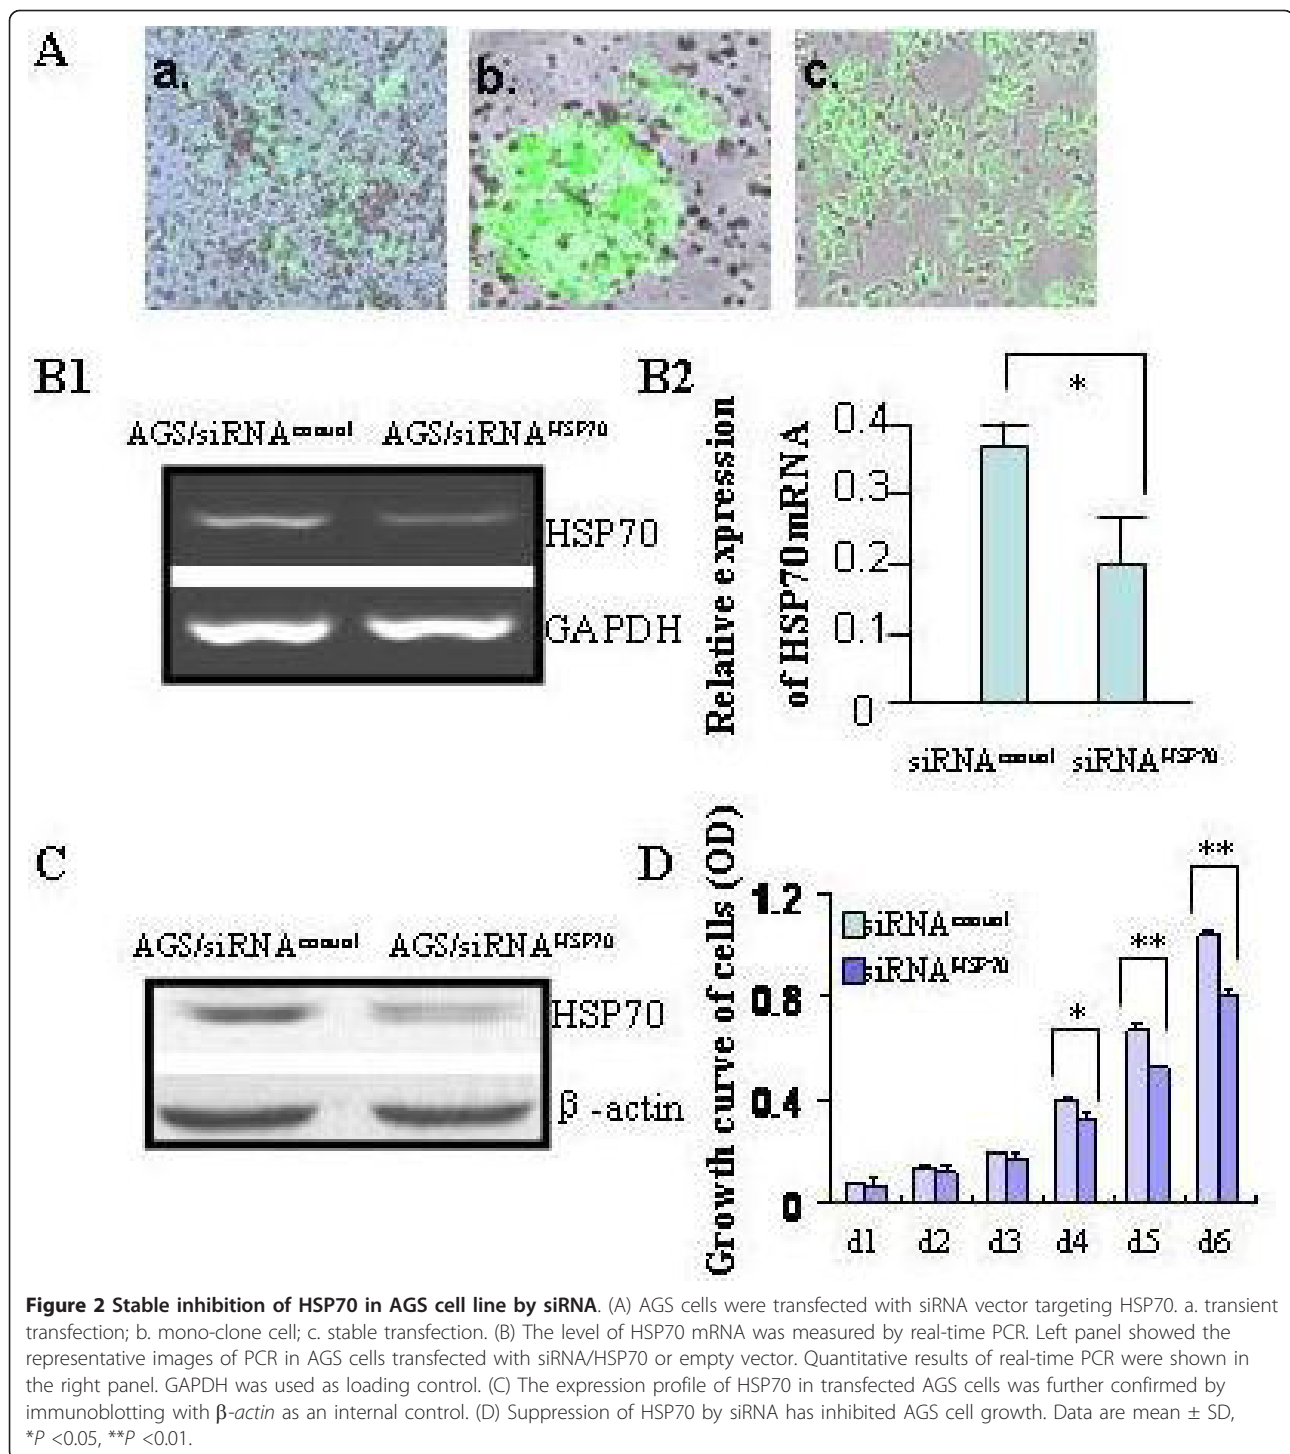 A
a.
b.
c.
B1
AGS/siRNAcontrol AGS/siRNAHSP70
HSP70
GAPDH
B2
Relative expression
of HSP70mRNA
*
0.4
0.3
0.2
0.1
0
siRNAcontrol siRNAHSP70
C
AGS/siRNAcontrol AGS/siRNAHSP70
HSP70
β-actin
D
Growth curve of cells (OD)
1.2
0.8
0.4
0
siRNAcontrol
siRNAHSP70
*
**
**
d1 d2 d3 d4 d5 d6
Figure 2 Stable inhibition of HSP70 in AGS cell line by siRNA. (A) AGS cells were transfected with siRNA vector targeting HSP70. a. transient
transfection; b. mono-clone cell; c. stable transfection. (B) The level of HSP70 mRNA was measured by real-time PCR. Left panel showed the
representative images of PCR in AGS cells transfected with siRNA/HSP70 or empty vector. Quantitative results of real-time PCR were shown in
the right panel. GAPDH was used as loading control. (C) The expression profile of HSP70 in transfected AGS cells was further confirmed by
immunoblotting with β-actin as an internal control. (D) Suppression of HSP70 by siRNA has inhibited AGS cell growth. Data are mean ± SD,
*P <0.05, **P <0.01.